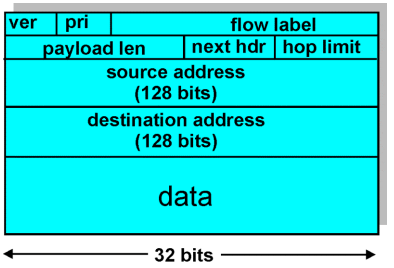 ver pri flow label
payload len next hdr hop limit
source address
(128 bits)
destination address
(128 bits)
data
32 bits